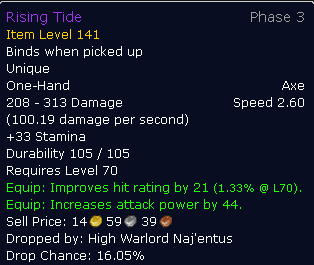 Rising Tide Phase 3
Item Level 141
Binds when picked up
Unique
One-Hand Axe
208 - 313 Damage Speed 2.60
(100.19 damage per second)
+33 Stamina
Durability 105 / 105
Requires Level 70
Equip: Improves hit rating by 21 (1.33% @ L70).
Equip: Increases attack power by 44.
Sell Price: 14 59 39
Dropped by: High Warlord Naj'entus
Drop Chance: 16.05%